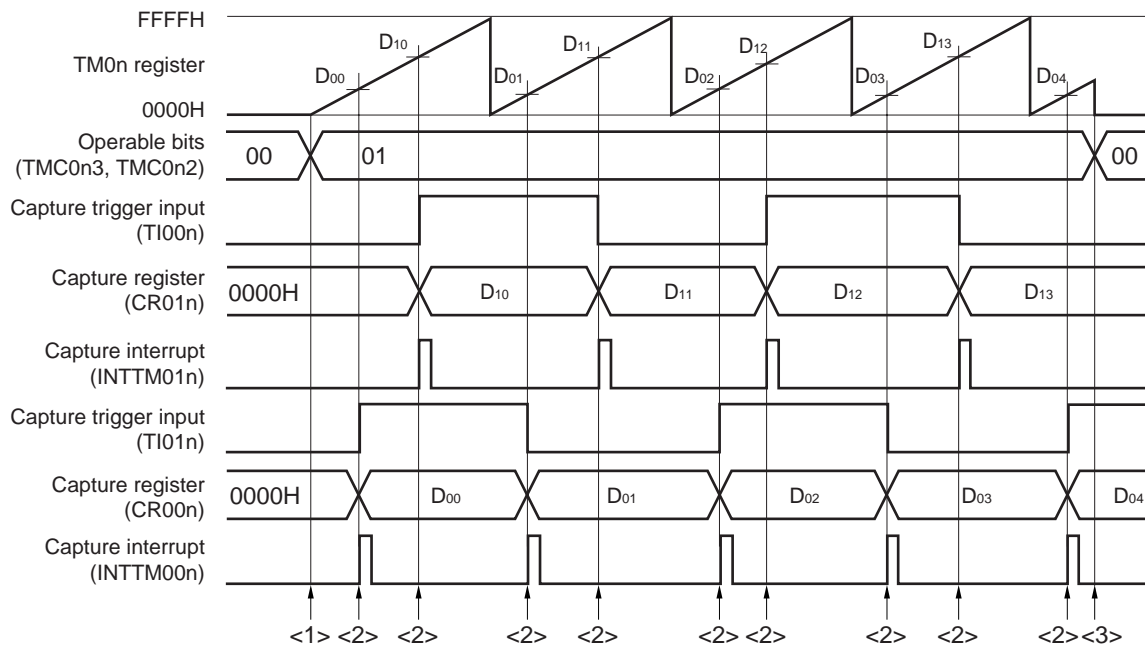 FFFFH
TM0n register
0000H
D10 D11 D12 D13
D00 D01 D02 D03 D04
Operable bits
(TMC0n3, TMC0n2)
00 01 00
Capture trigger input
(TI00n)
Capture register
(CR01n)
0000H D10 D11 D12 D13
Capture interrupt
(INTTM01n)
Capture trigger input
(TI01n)
Capture register
(CR00n)
0000H D00 D01 D02 D03 D04
Capture interrupt
(INTTM00n)
<1> <2> <2> <2> <2> <2> <2> <2> <2> <2> <3>